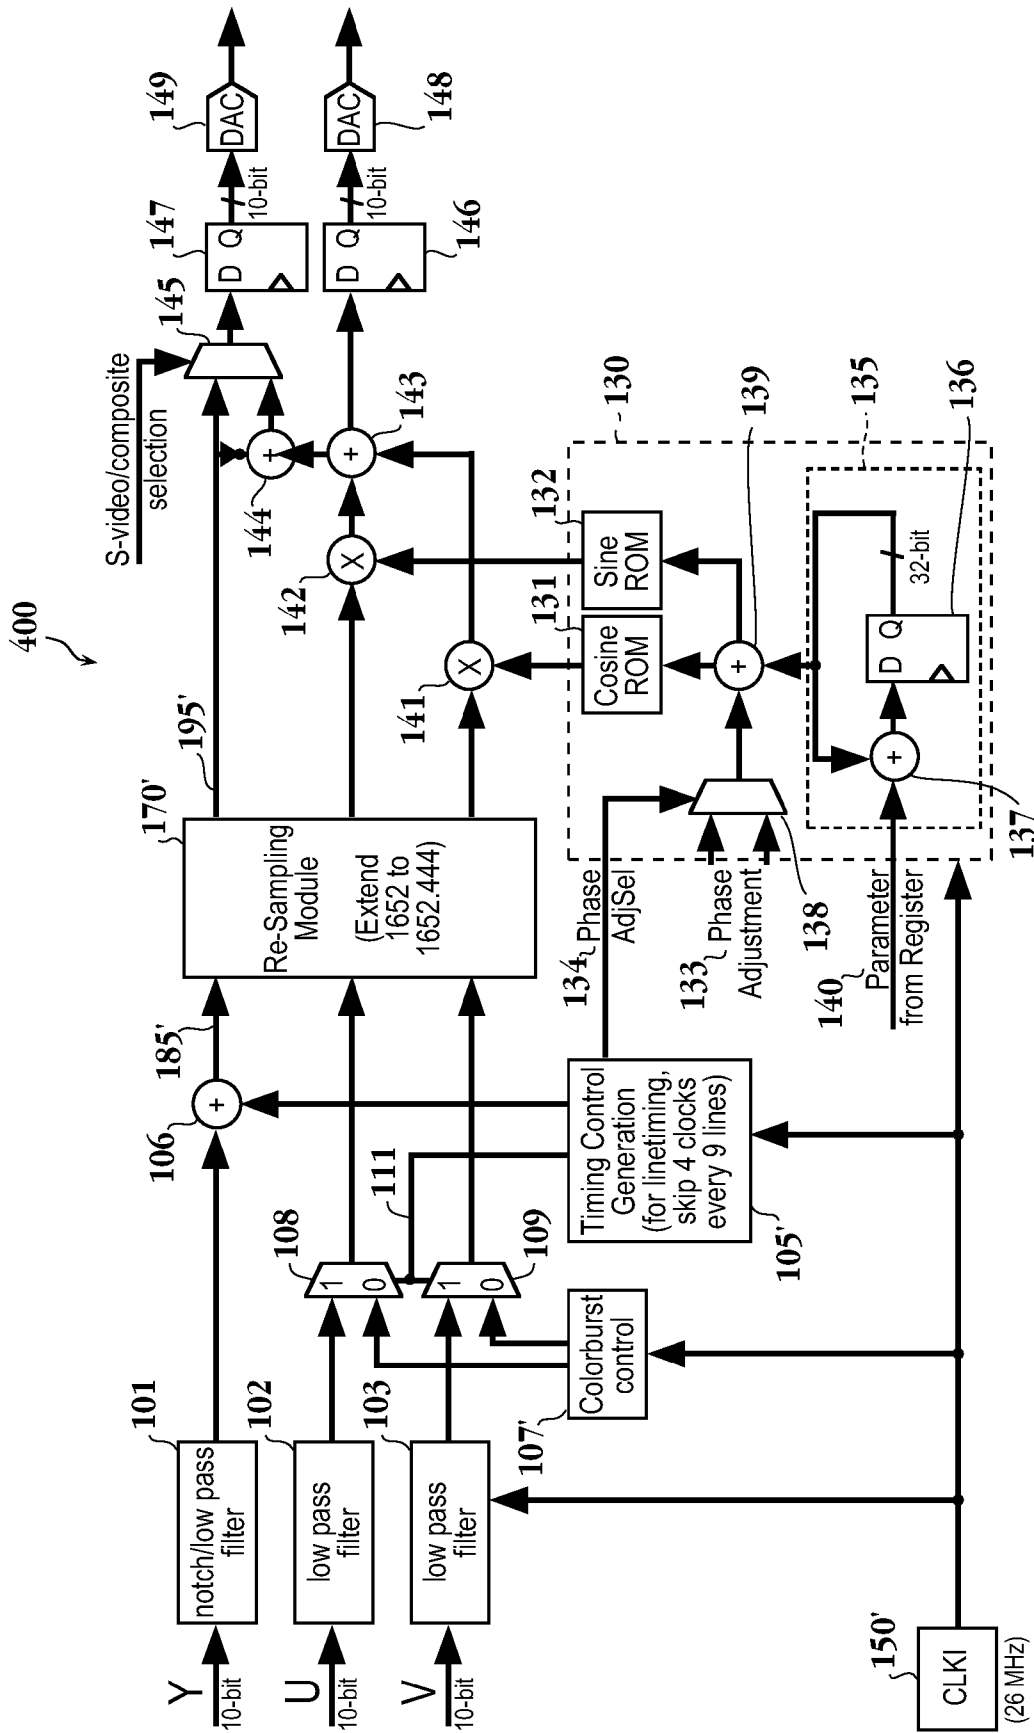 400
Y
10-bit
U
10-bit
V
10-bit
101
notch/low pass
filter
102
low pass
filter
103
low pass
filter
107'
Colorburst
control
108
1
0
109
1
0
111
106
+
185'
105'
Timing Control
Generation
(for linetiming,
skip 4 clocks
every 9 lines)
150'
CLKI
(26 MHz)
170'
Re-Sampling
Module
(Extend
1652 to
1652.444)
195'
134
Phase
AdjSel
133
Phase
Adjustment
140
Parameter
from Register
138
137
+
130
131
Cosine
ROM
132
Sine
ROM
139
+
135
136
D Q
32-bit
141
X
142
X
143
+
144
+
S-video/composite
selection
145
147
D Q
10-bit
149
DAC
146
D Q
10-bit
148
DAC